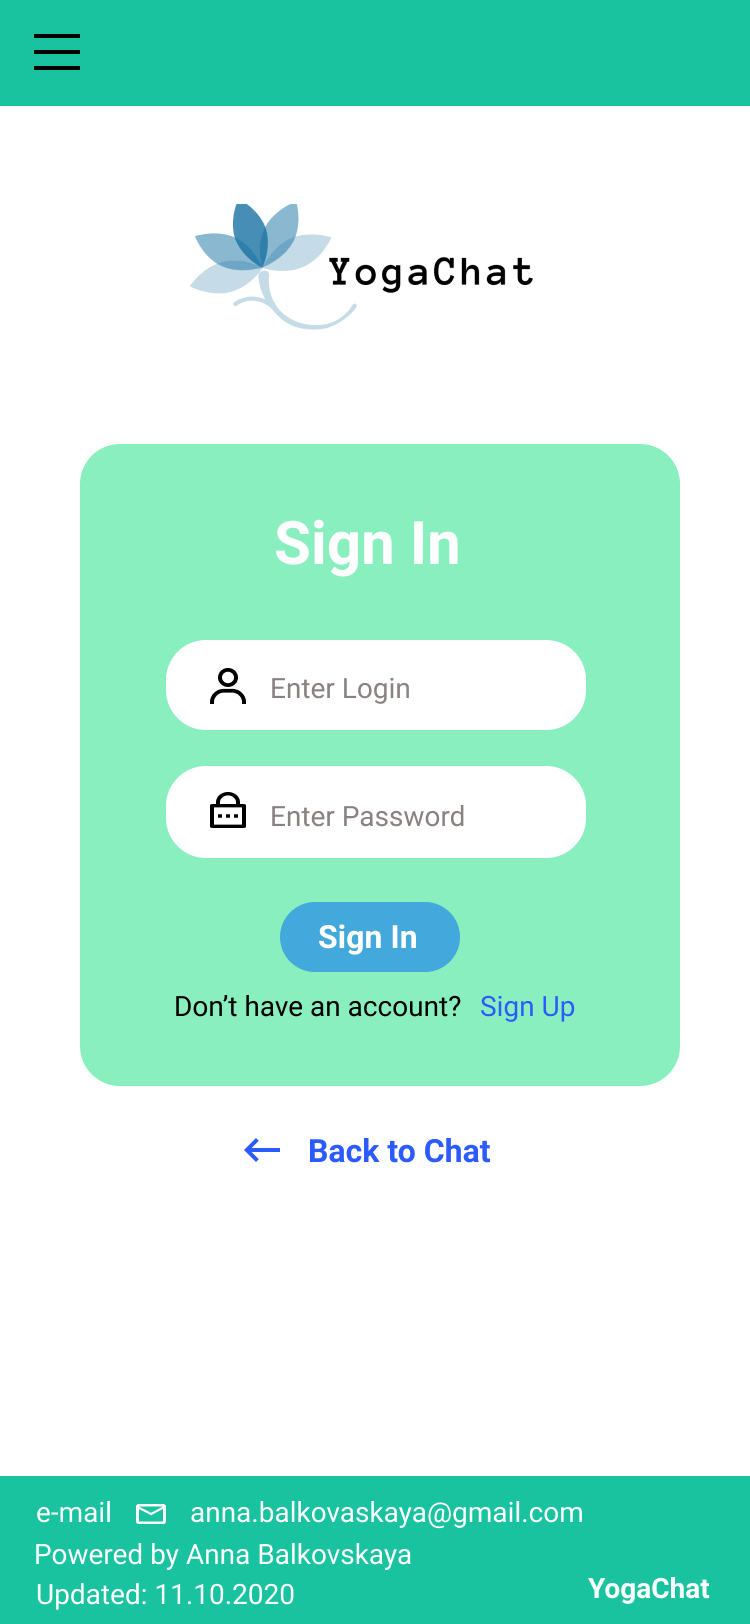 YogaChat
Sign In
Enter Login
Enter Password
Sign In
Don’t have an account? Sign Up
Back to Chat
e-mail anna.balkovaskaya@gmail.com
Powered by Anna Balkovskaya
Updated: 11.10.2020
YogaChat